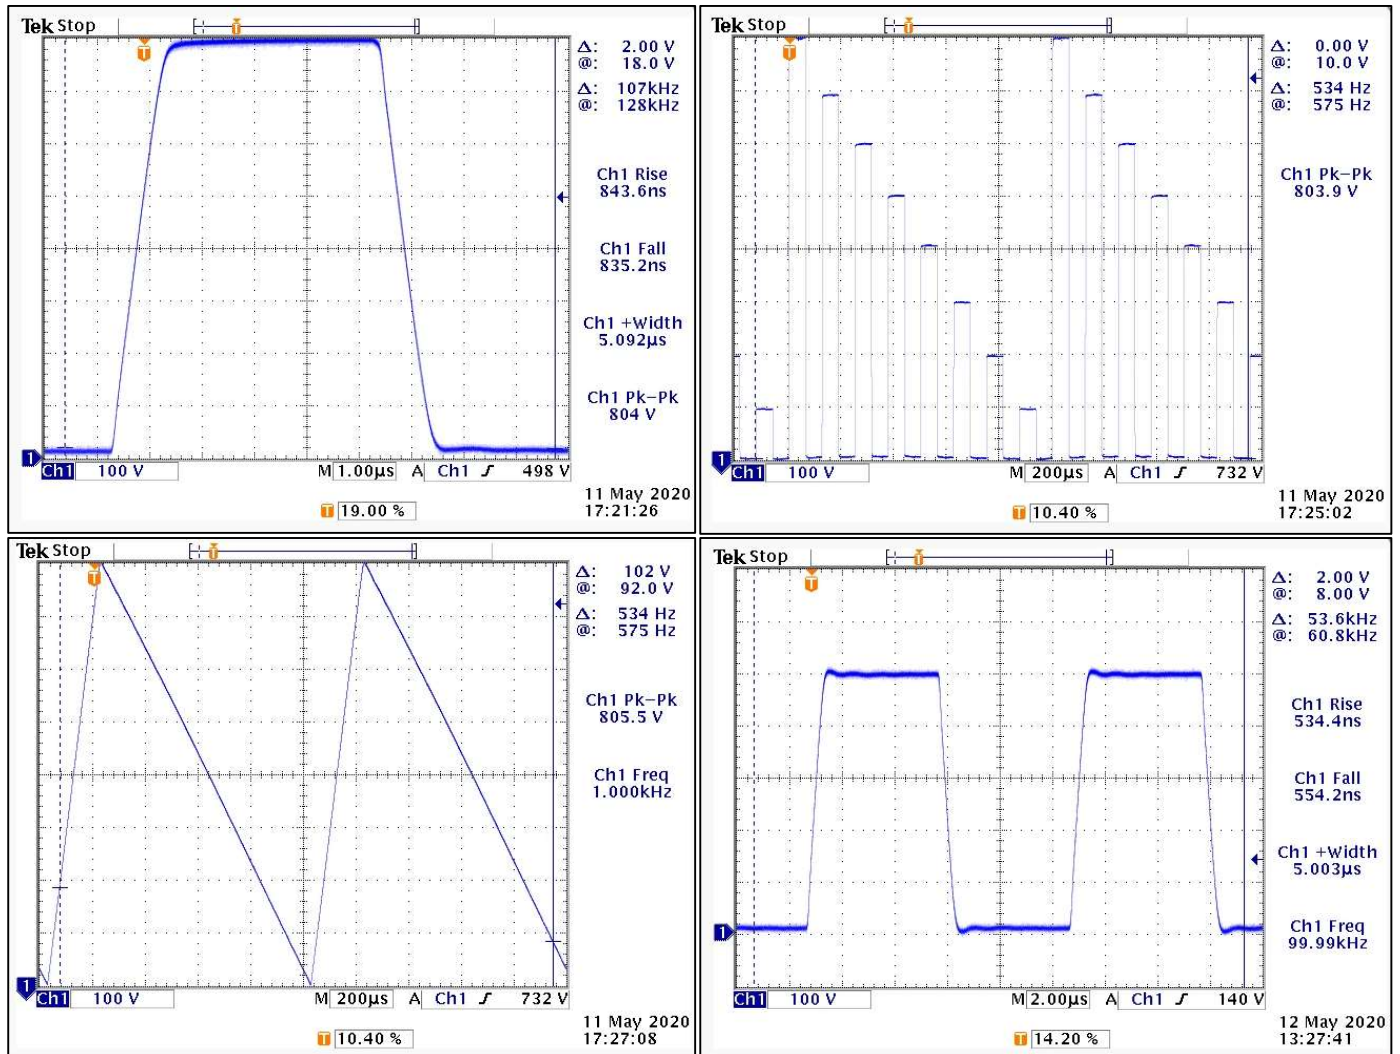 Tek Stop
T
T
Δ: 2.00 V
@: 18.0 V
Δ: 107kHz
@: 128kHz
Ch1 Rise
843.6ns
Ch1 Fall
835.2ns
Ch1 +Width
5.092µs
Ch1 Pk−Pk
804 V
1
Ch1 100 V M 1.00µs A Ch1 498 V
T 19.00 %
11 May 2020
17:21:26
Tek Stop
T
T
Δ: 0.00 V
@: 10.0 V
Δ: 534 Hz
@: 575 Hz
Ch1 Pk−Pk
803.9 V
1
Ch1 100 V M 200µs A Ch1 732 V
T 10.40 %
11 May 2020
17:25:02
Tek Stop
T
T
Δ: 102 V
@: 92.0 V
Δ: 534 Hz
@: 575 Hz
Ch1 Pk−Pk
805.5 V
Ch1 Freq
1.000kHz
1
Ch1 100 V M 200µs A Ch1 732 V
T 10.40 %
11 May 2020
17:27:08
Tek Stop
T
T
Δ: 2.00 V
@: 8.00 V
Δ: 53.6kHz
@: 60.8kHz
Ch1 Rise
534.4ns
Ch1 Fall
554.2ns
Ch1 +Width
5.003µs
Ch1 Freq
99.99kHz
1
Ch1 100 V M 2.00µs A Ch1 140 V
T 14.20 %
12 May 2020
13:27:41